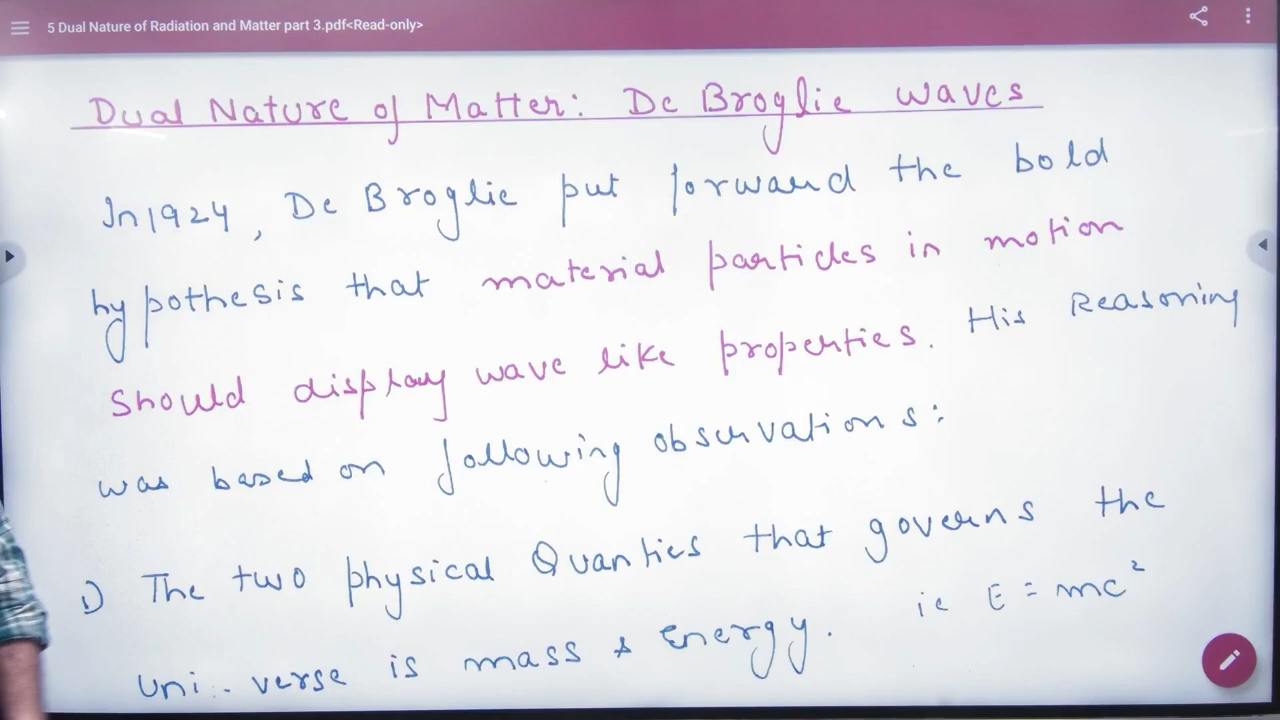 5 Dual Nature of Radiation and Matter part 3.pdf<Read-only>
Dual Nature of Matter: De Broglie waves
In 1924, De Broglie put forward the bold
hypothesis that material particles in motion
should display wave like properties. His Reasoning
was based on following observations:
1) The two physical Quanties that governs the
uni verse is mass & Energy. ie E = mc²